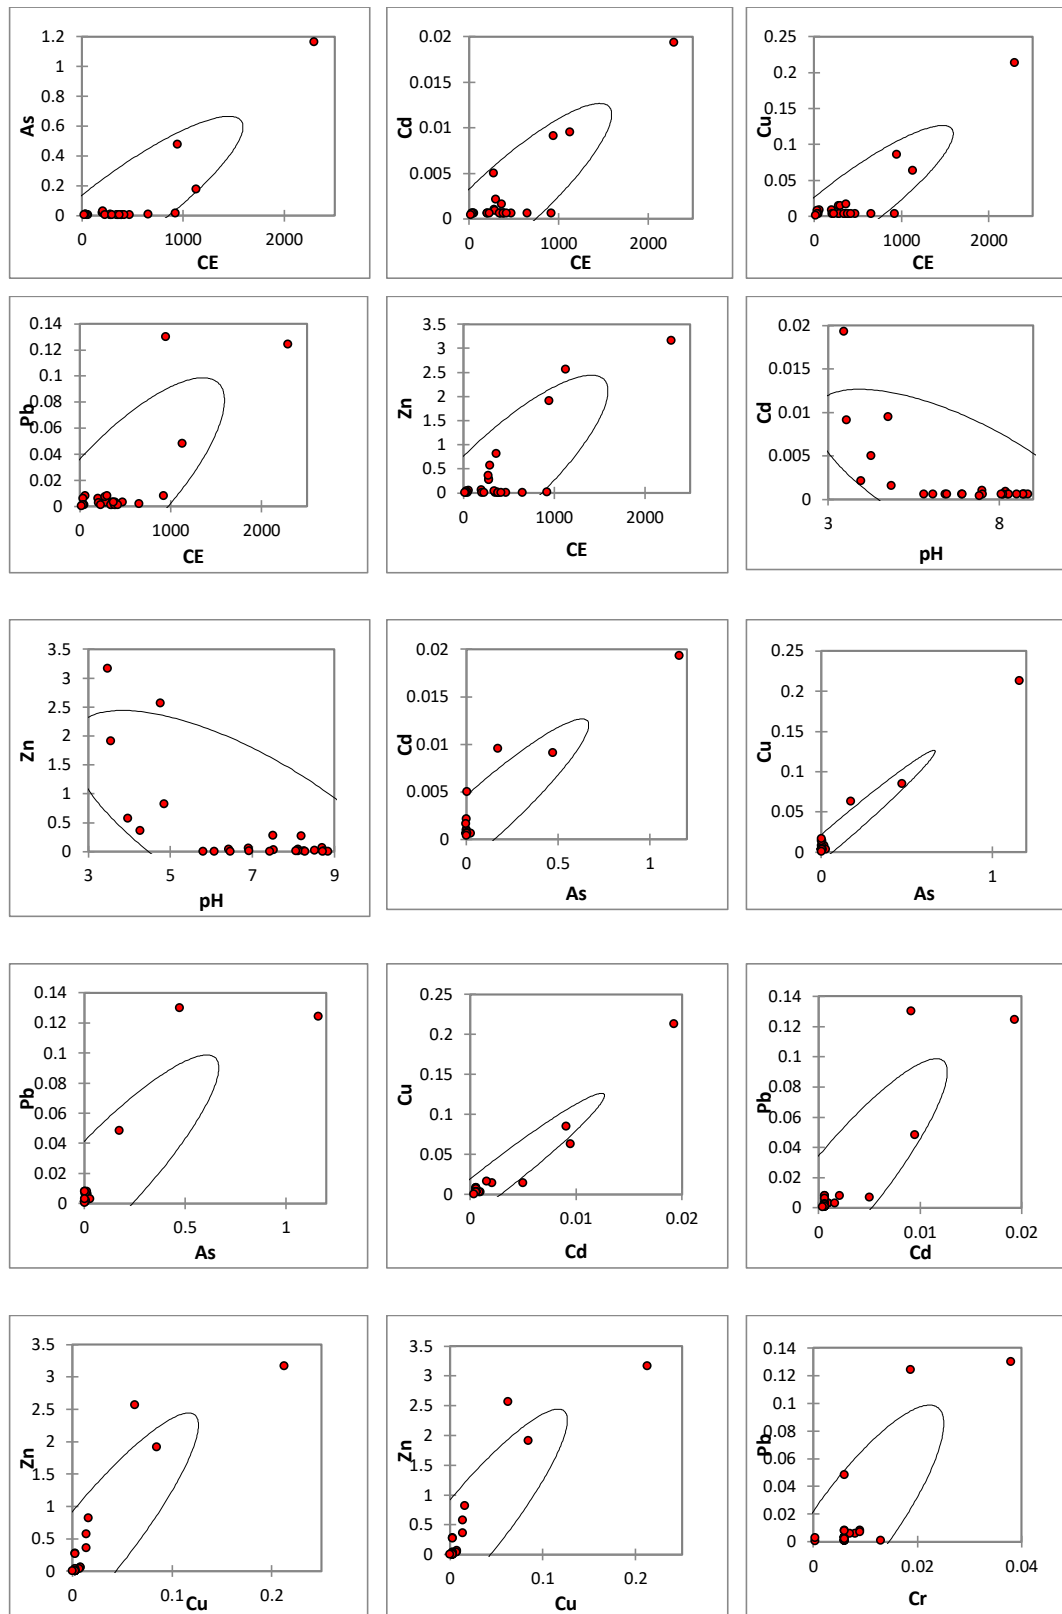 1.2
1
0.8
0.6
0.4
0.2
0
As
0 1000 2000
CE
0.02
0.015
0.01
0.005
0
Cd
0 1000 2000
CE
0.25
0.2
0.15
0.1
0.05
0
Cu
0 1000 2000
CE
0.14
0.12
0.1
0.08
0.06
0.04
0.02
0
Pb
0 1000 2000
CE
3.5
3
2.5
2
1.5
1
0.5
0
Zn
0 1000 2000
CE
0.02
0.015
0.01
0.005
0
Cd
3 8
pH
3.5
3
2.5
2
1.5
1
0.5
0
Zn
3 5 7 9
pH
0.02
0.015
0.01
0.005
0
Cd
0 0.5 1
As
0.25
0.2
0.15
0.1
0.05
0
Cu
0 1
As
0.14
0.12
0.1
0.08
0.06
0.04
0.02
0
Pb
0 0.5 1
As
0.25
0.2
0.15
0.1
0.05
0
Cu
0 0.01 0.02
Cd
0.14
0.12
0.1
0.08
0.06
0.04
0.02
0
Pb
0 0.01 0.02
Cd
3.5
3
2.5
2
1.5
1
0.5
0
Zn
0 0.1 0.2
Cu
3.5
3
2.5
2
1.5
1
0.5
0
Zn
0 0.1 0.2
Cu
0.14
0.12
0.1
0.08
0.06
0.04
0.02
0
Pb
0 0.02 0.04
Cr